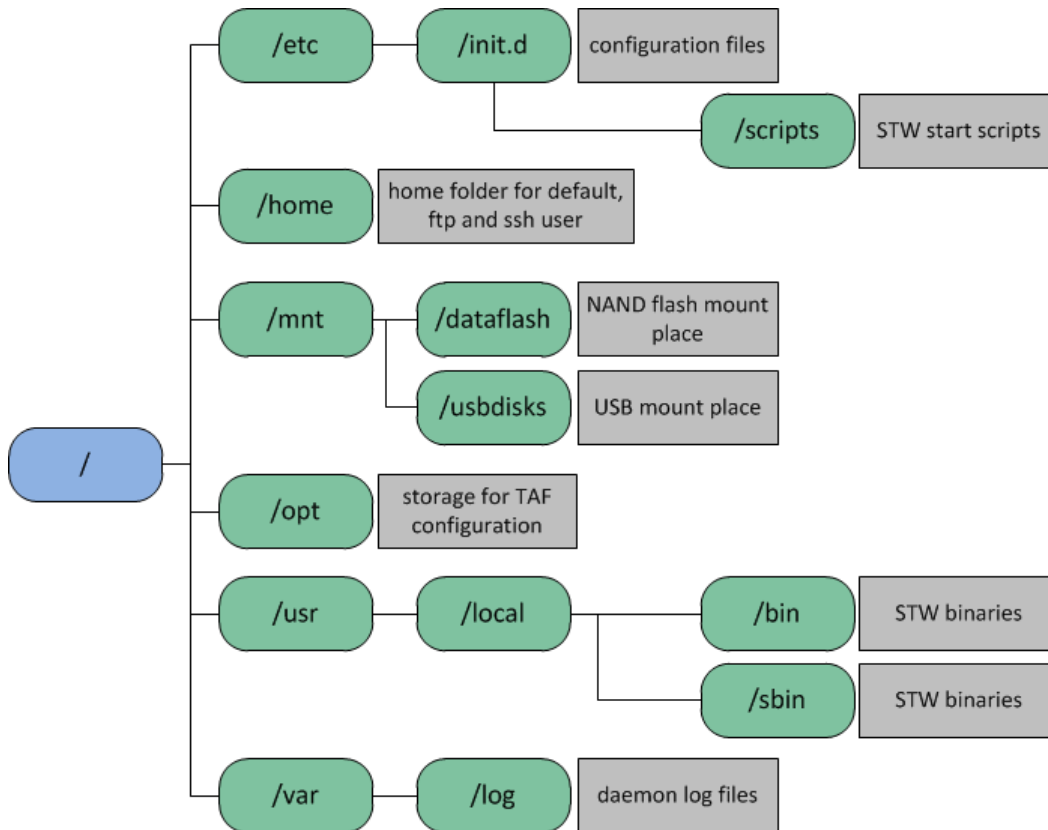 /etc
/init.d
configuration files
/scripts
STW start scripts
/home
home folder for default,
ftp and ssh user
/mnt
/dataflash
NAND flash mount
place
/usbdisks
USB mount place
/
/opt
storage for TAF
configuration
/usr
/local
/bin
STW binaries
/sbin
STW binaries
/var
/log
daemon log files